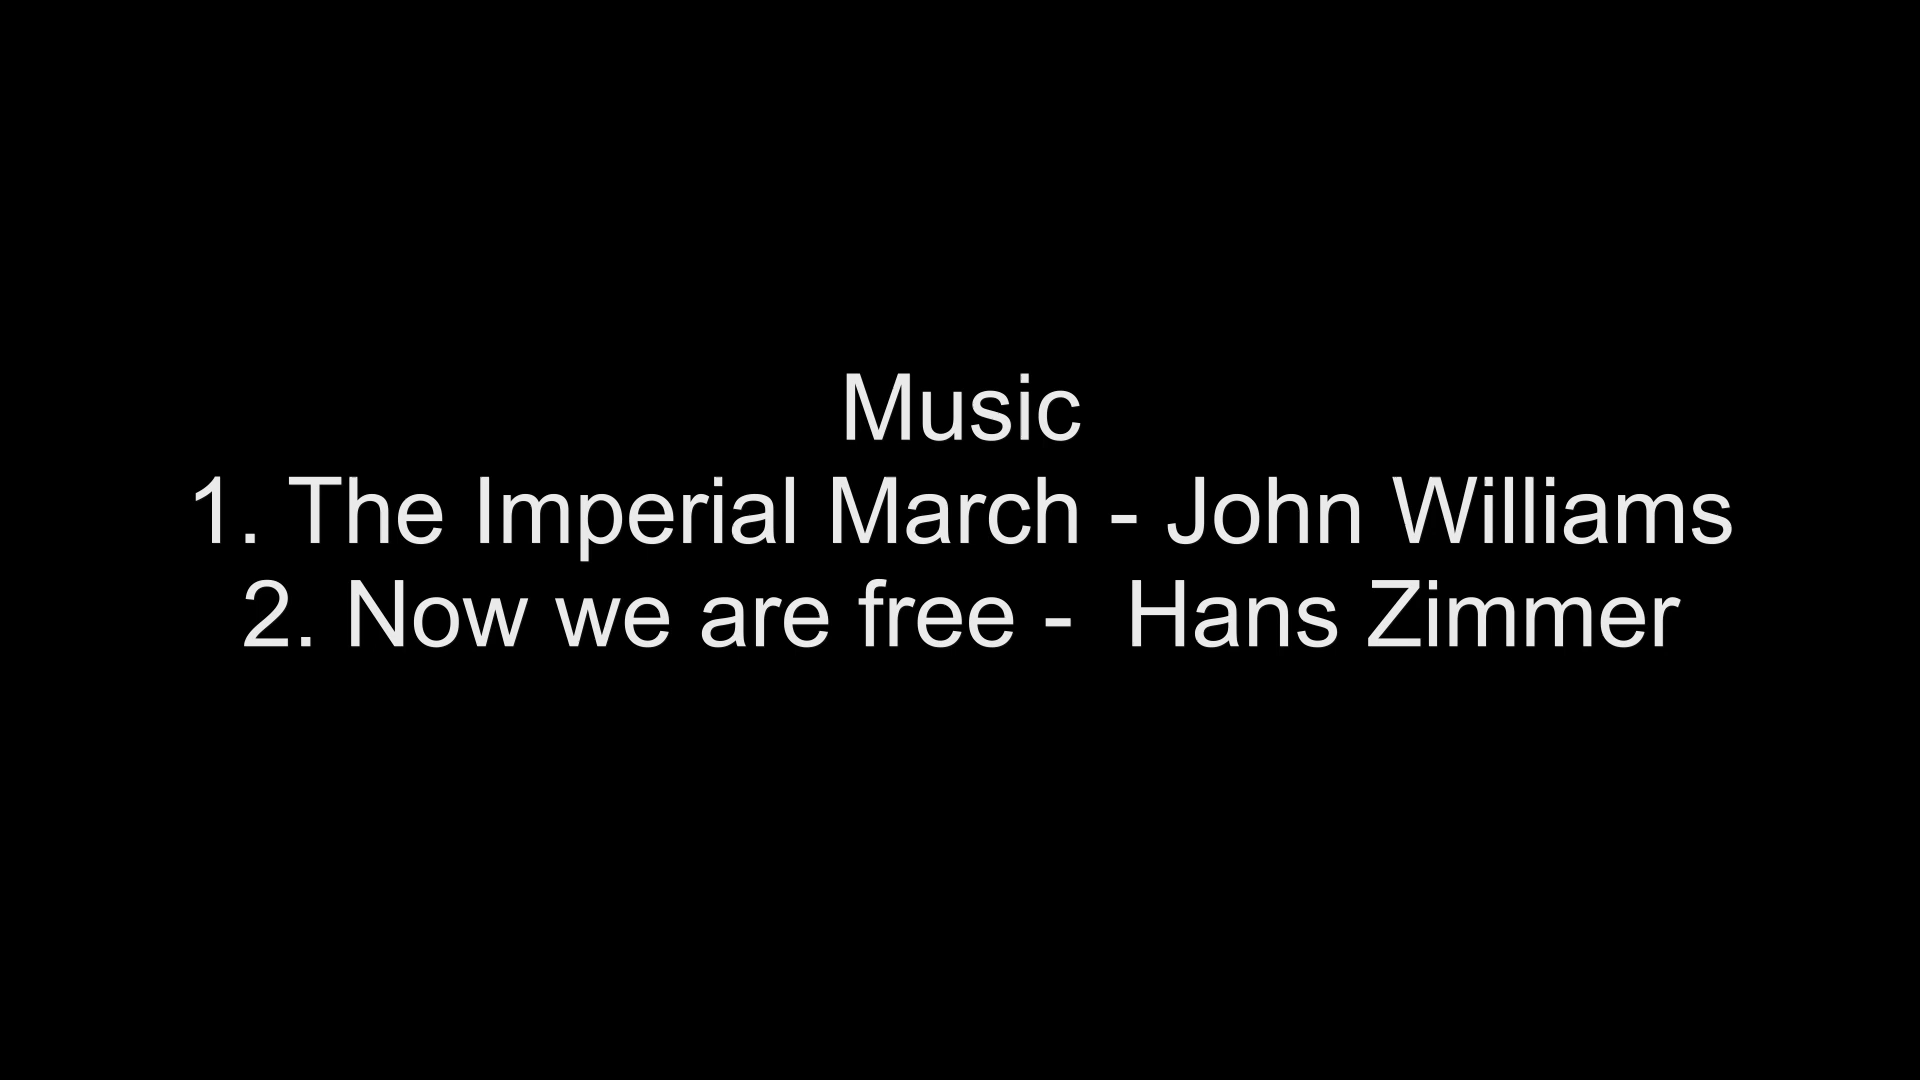 Music
1. The Imperial March - John Williams
2. Now we are free -  Hans Zimmer